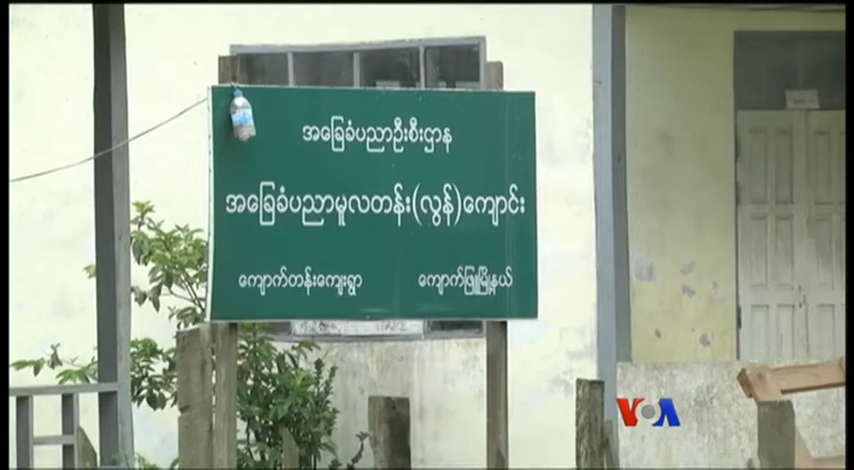 အခြေခံပညာဦးစီးဌာန
အခြေခံပညာမူလတန်း(လွန်)ကျောင်း
ကျောက်တန်းကျေးရွာ ကျောက်ဖြူမြို့နယ်
VOA